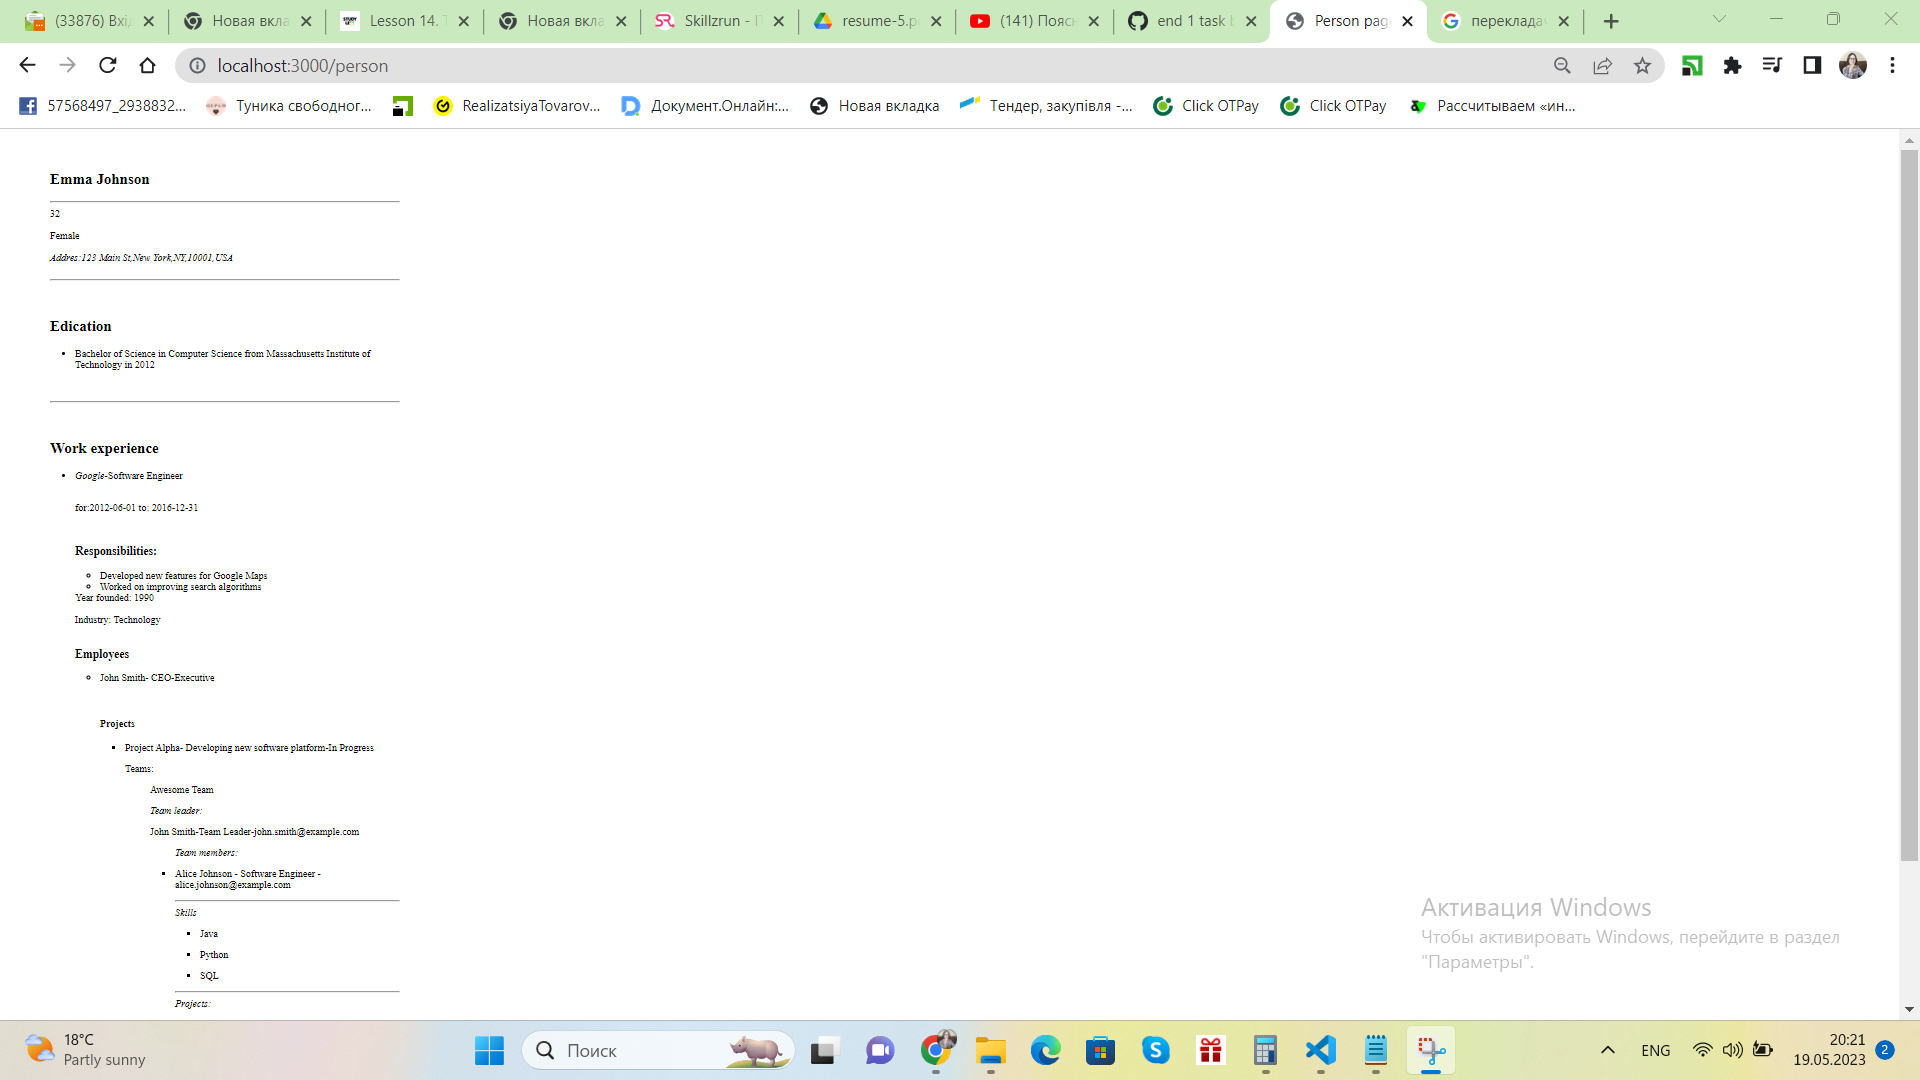 (33876) Вхі
Новая вкла
Lesson 14. T
Новая вкла
Skillzrun - IT
resume-5.p
(141) Поясн
end 1 task b
Person pag
перекладач
localhost:3000/person
57568497_2938832...
Туника свободног...
RealizatsiyaTovarov...
Документ.Онлайн:...
Новая вкладка
Тендер, закупівля -...
Click OTPay
Click OTPay
Рассчитываем «ин...
Emma Johnson
32
Female
Addres:123 Main St,New York,NY,10001,USA
Edication
Bachelor of Science in Computer Science from Massachusetts Institute of
Technology in 2012
Work experience
Google-Software Engineer
for:2012-06-01 to: 2016-12-31
Responsibilities:
Developed new features for Google Maps
Worked on improving search algorithms
Year founded: 1990
Industry: Technology
Employees
John Smith- CEO-Executive
Projects
Project Alpha- Developing new software platform-In Progress
Teams:
Awesome Team
Team leader:
John Smith-Team Leader-john.smith@example.com
Team members:
Alice Johnson - Software Engineer -
alice.johnson@example.com
Skills
Java
Python
SQL
Projects:
Активация Windows
Чтобы активировать Windows, перейдите в раздел
"Параметры".
18°C
Partly sunny
Поиск
ENG
20:21
19.05.2023
2